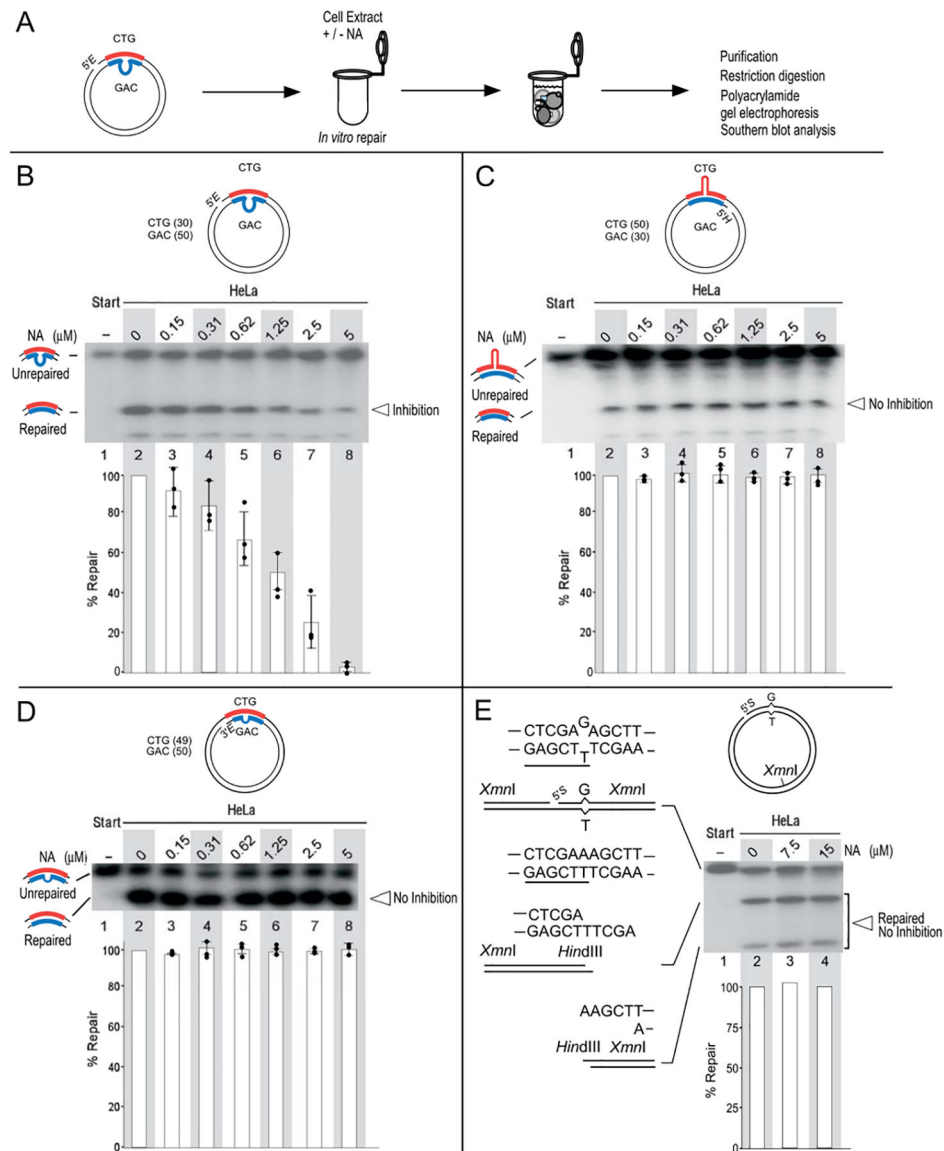 A
CTG
5'E
GAC
Cell Extract
+ / - NA
In vitro repair
Purification
Restriction digestion
Polyacrylamide
gel electrophoresis
Southern blot analysis
B
CTG
5'E
GAC
CTG (30)
GAC (50)
Start
HeLa
NA (μM)
– 0 0.15 0.31 0.62 1.25 2.5 5
Unrepaired
Repaired
Inhibition
1 2 3 4 5 6 7 8
% Repair
100
80
60
40
20
0
C
CTG
CTG (50)
GAC (30)
GAC
5'H
Start
HeLa
NA (μM)
– 0 0.15 0.31 0.62 1.25 2.5 5
Unrepaired
Repaired
No Inhibition
1 2 3 4 5 6 7 8
% Repair
100
80
60
40
20
0
D
CTG
3'E
GAC
CTG (49)
GAC (50)
Start
HeLa
NA (μM)
– 0 0.15 0.31 0.62 1.25 2.5 5
Unrepaired
Repaired
No Inhibition
1 2 3 4 5 6 7 8
% Repair
100
80
60
40
20
0
E
CTCGAGAGCTT
GAGCTTTCGAA
XmnI 5'S G XmnI
T
CTCGAAAGCTT
GAGCTTTCGAA
CTCGA
GAGCTTTCGA
XmnI HindIII
AAGCTT
A
HindIII XmnI
5'S G
T
XmnI
Start
HeLa
– 0 7.5 15 NA (μM)
Repaired
No Inhibition
1 2 3 4
% Repair
100
75
50
25
0